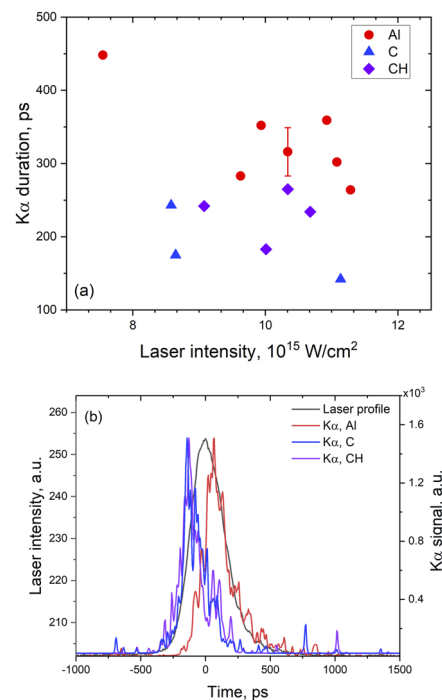 500
400
300
200
100
Kα duration, ps
Al
C
CH
(a)
8
10
12
Laser intensity, 10¹⁵ W/cm²
(b)
×10³
Laser profile
Kα, Al
Kα, C
Kα, CH
260
250
240
230
220
210
Laser intensity, a.u.
1.6
1.2
0.8
0.4
Kα signal, a.u.
-1000
-500
0
500
1000
1500
Time, ps